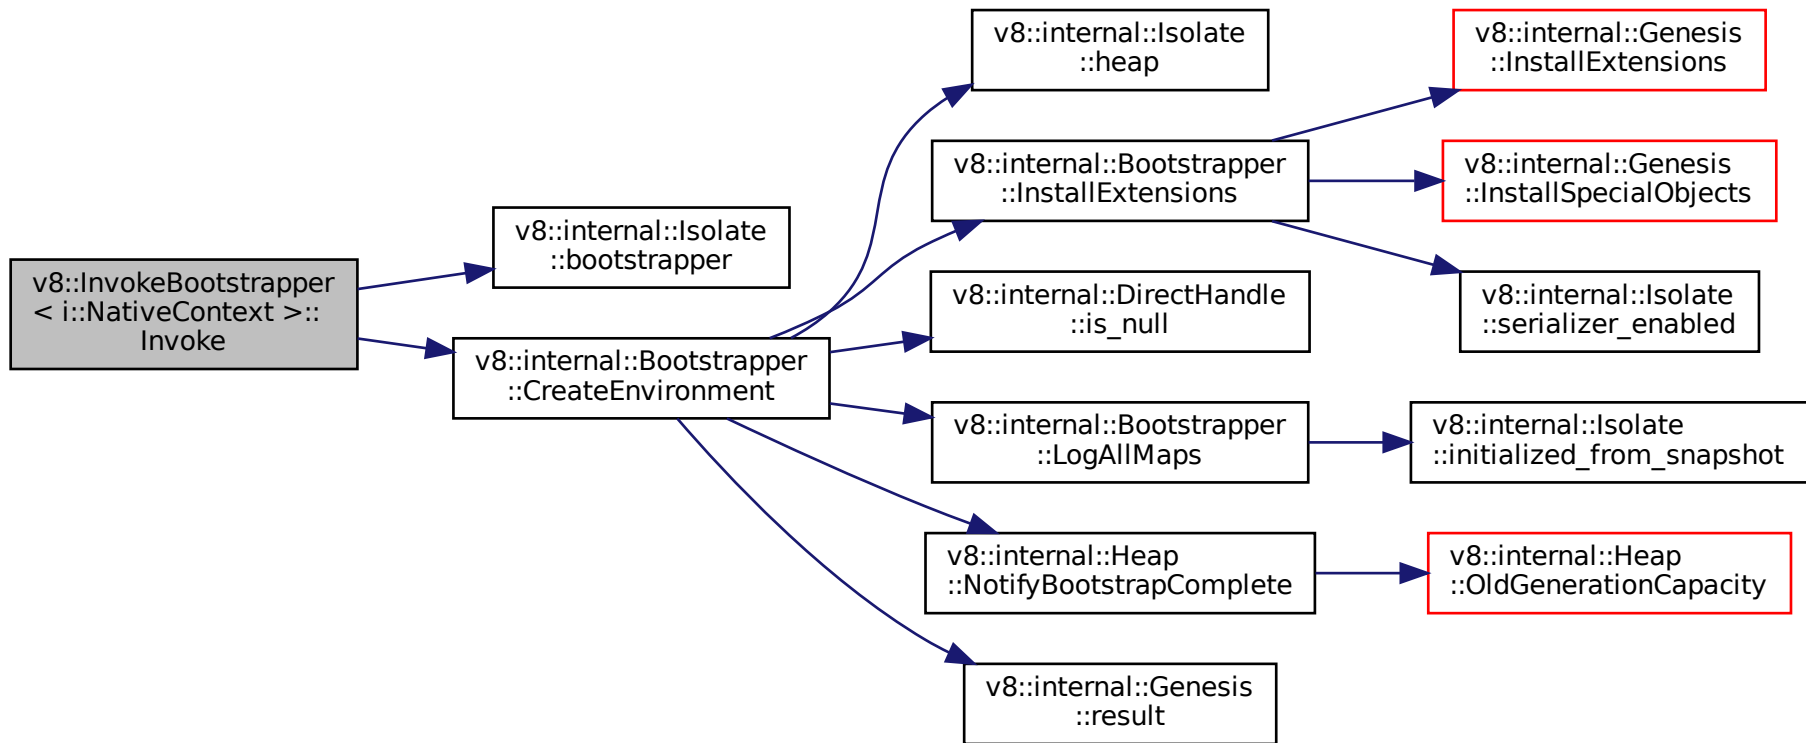 v8::InvokeBootstrapper
< i::NativeContext >::
Invoke
v8::internal::Isolate
::bootstrapper
v8::internal::Bootstrapper
::CreateEnvironment
v8::internal::Isolate
::heap
v8::internal::Bootstrapper
::InstallExtensions
v8::internal::DirectHandle
::is_null
v8::internal::Bootstrapper
::LogAllMaps
v8::internal::Heap
::NotifyBootstrapComplete
v8::internal::Genesis
::result
v8::internal::Genesis
::InstallExtensions
v8::internal::Genesis
::InstallSpecialObjects
v8::internal::Isolate
::serializer_enabled
v8::internal::Isolate
::initialized_from_snapshot
v8::internal::Heap
::OldGenerationCapacity